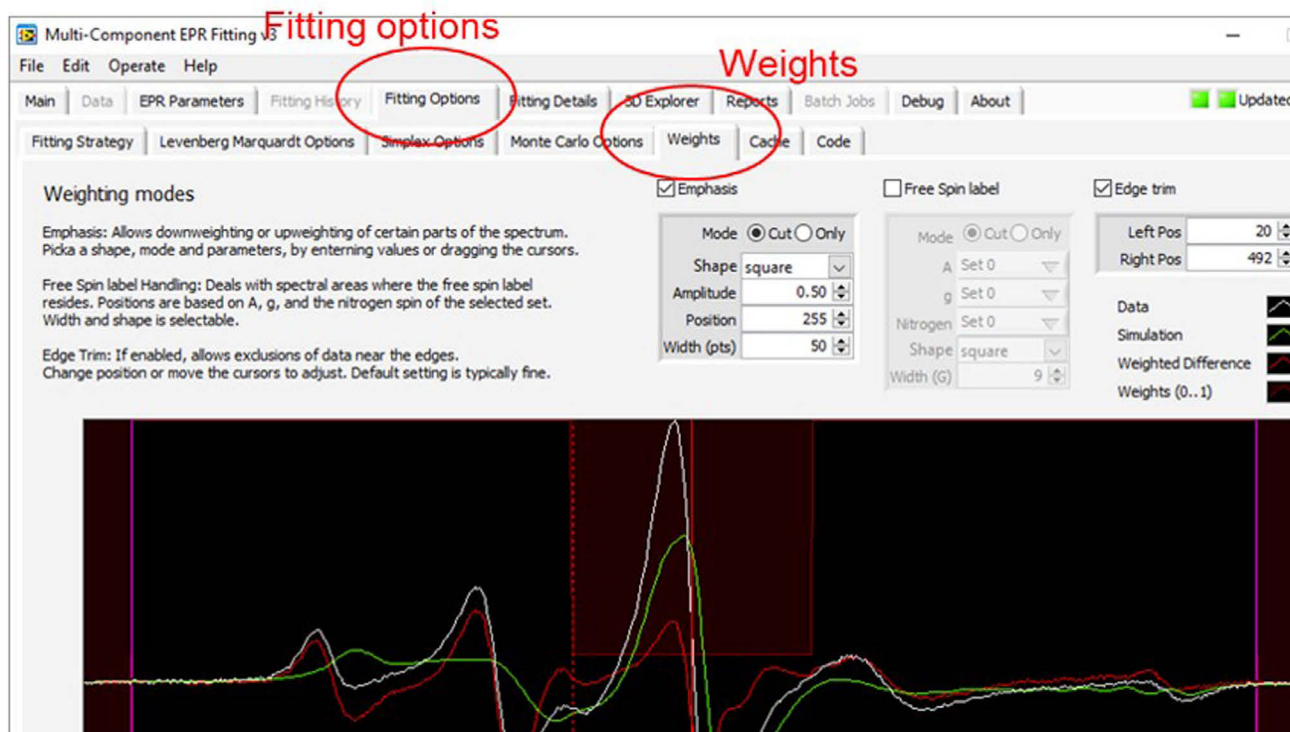 Fitting options
Multi-Component EPR Fitting v3
Weights
File Edit Operate Help
Main Data EPR Parameters Fitting History Fitting Options Fitting Details 3D Explorer Reports Batch Jobs Debug About Updated
Fitting Strategy Levenberg Marquardt Options Simplex Options Monte Carlo Options Weights Cache Code
Weighting modes
Emphasis: Allows downweighting or upweighting of certain parts of the spectrum.
Picka a shape, mode and parameters, by enterning values or dragging the cursors.
Free Spin label Handling: Deals with spectral areas where the free spin label
resides. Positions are based on A, g, and the nitrogen spin of the selected set.
Width and shape is selectable.
Edge Trim: If enabled, allows exclusions of data near the edges.
Change position or move the cursors to adjust. Default setting is typically fine.
Emphasis
Mode Cut Only
Shape square
Amplitude 0.50
Position 255
Width (pts) 50
Free Spin label
Mode Cut Only
A Set 0
g Set 0
Nitrogen Set 0
Shape square
Width (G) 9
Edge trim
Left Pos 20
Right Pos 492
Data
Simulation
Weighted Difference
Weights (0..1)